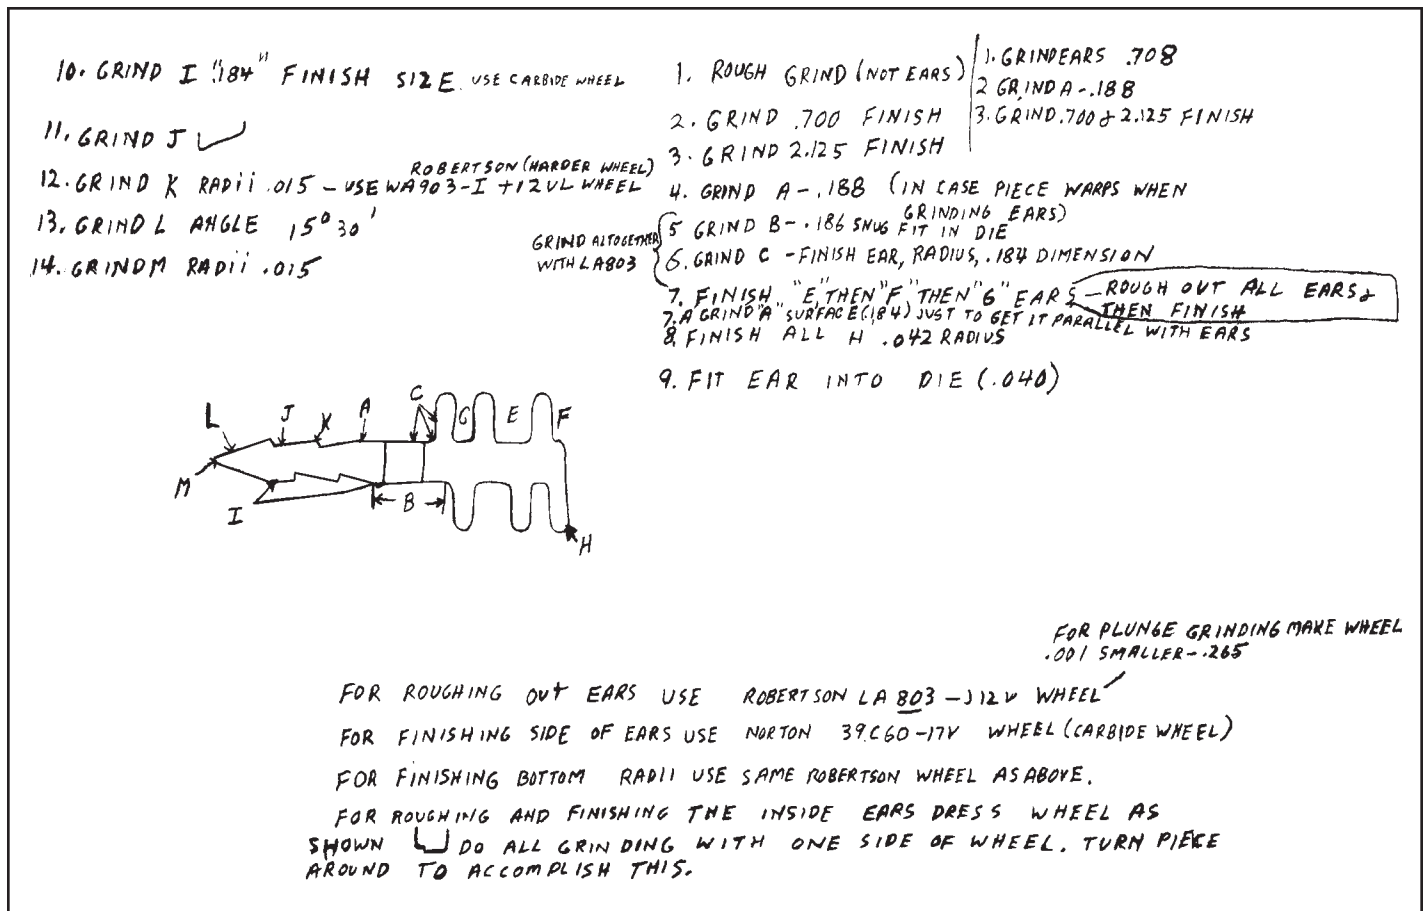 10. GRIND I "184" FINISH SIZE. USE CARBIDE WHEEL
11. GRIND J
ROBERTSON (HARDER WHEEL)
12. GRIND K RADii .015 - USE WA903-I + 12VL WHEEL
13. GRIND L ANGLE 15° 30'
14. GRIND M RADii .015
1. ROUGH GRIND (NOT EARS)
2. GRIND .700 FINISH
3. GRIND 2.125 FINISH
1. GRIND EARS .708
2 GRIND A-.188
3. GRIND .700 & 2.125 FINISH
4. GRIND A-.188 (IN CASE PIECE WARPS WHEN
GRINDING EARS)
5 GRIND B-.186 SNUG FIT IN DIE
6. GRIND C - FINISH EAR, RADIUS, .184 DIMENSION
GRIND ALTOGETHER
WITH LA803
7. FINISH "E," THEN "F" THEN "G" EARS - ROUGH OUT ALL EARS &
THEN FINISH
7. A GRIND "A" SURFACE (.184) JUST TO GET IT PARALLEL WITH EARS
8. FINISH ALL H .042 RADIUS
9. FIT EAR INTO DIE (.040)
L J K A C G E F
M I B H
FOR PLUNGE GRINDING MAKE WHEEL
.001 SMALLER-.265
FOR ROUGHING OUT EARS USE ROBERTSON LA 803 - J12V WHEEL
FOR FINISHING SIDE OF EARS USE NORTON 39C60-17V WHEEL (CARBIDE WHEEL)
FOR FINISHING BOTTOM RADII USE SAME ROBERTSON WHEEL AS ABOVE.
FOR ROUGHING AND FINISHING THE INSIDE EARS DRESS WHEEL AS
SHOWN DO ALL GRINDING WITH ONE SIDE OF WHEEL. TURN PIECE
AROUND TO ACCOMPLISH THIS.